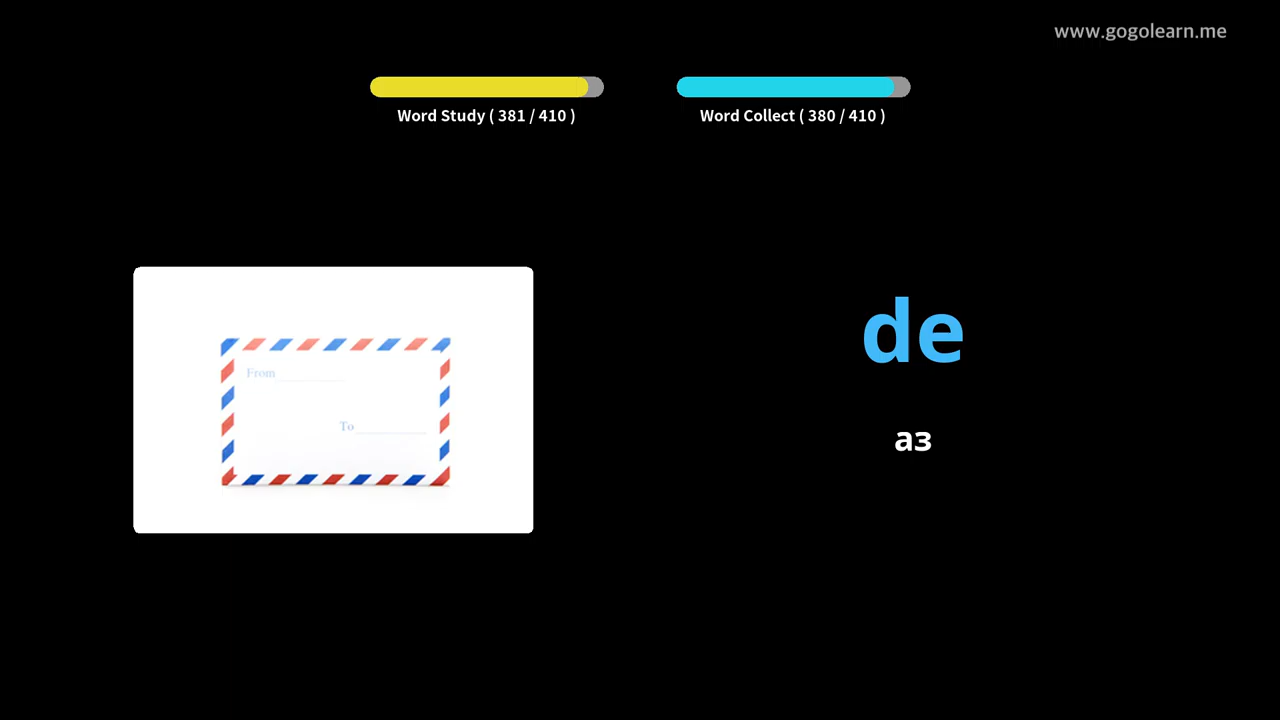 www.gogolearn.me
Word Study ( 381 / 410 )
Word Collect ( 380 / 410 )
From
To
de
аз